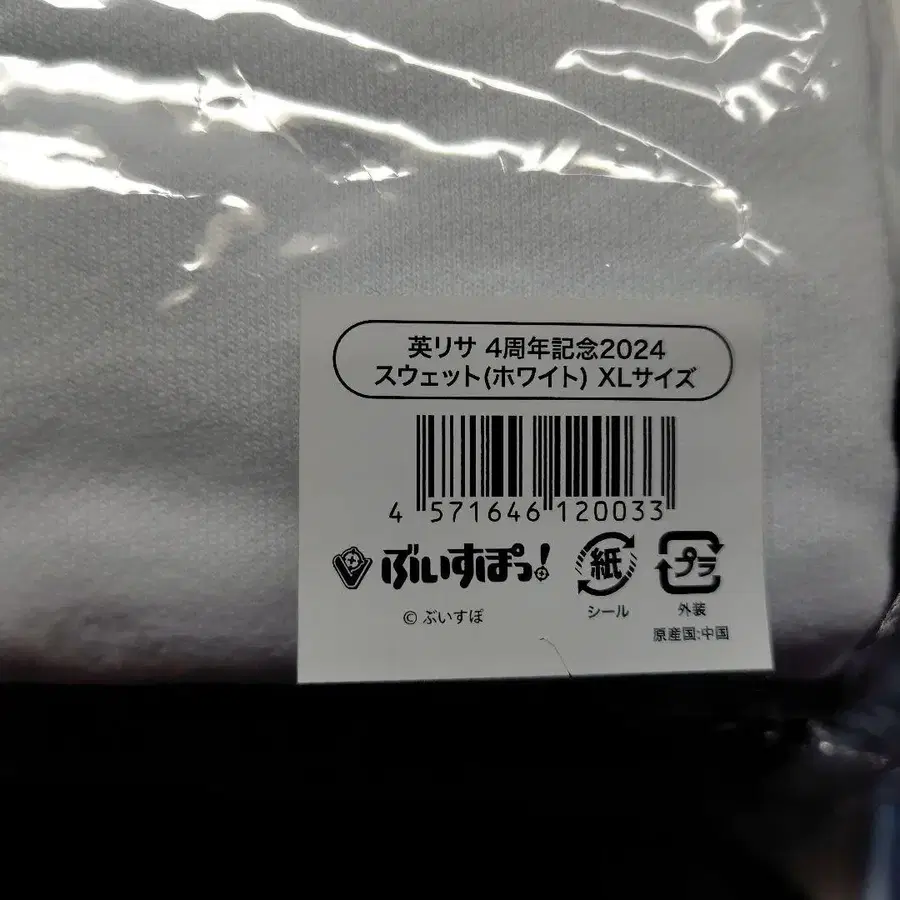 英リサ 4周年記念2024
スウェット(ホワイト) XLサイズ
4 571646 120033
ぶいすぽっ!
紙
プラ
© ぶいすぽ
シール
外装
原産国:中国